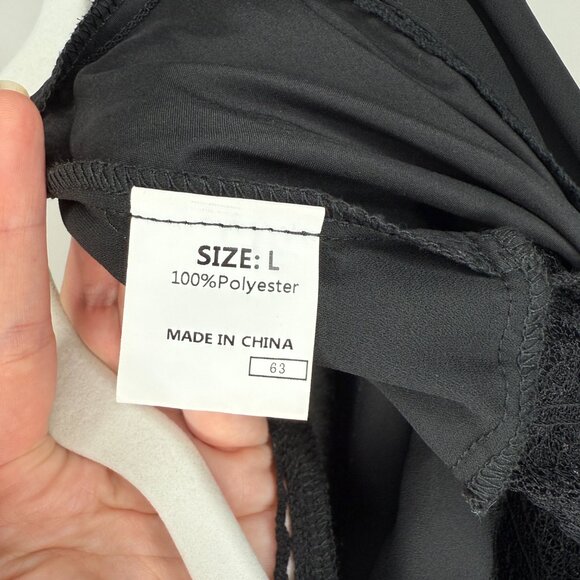 SIZE: L
100%Polyester
MADE IN CHINA
63